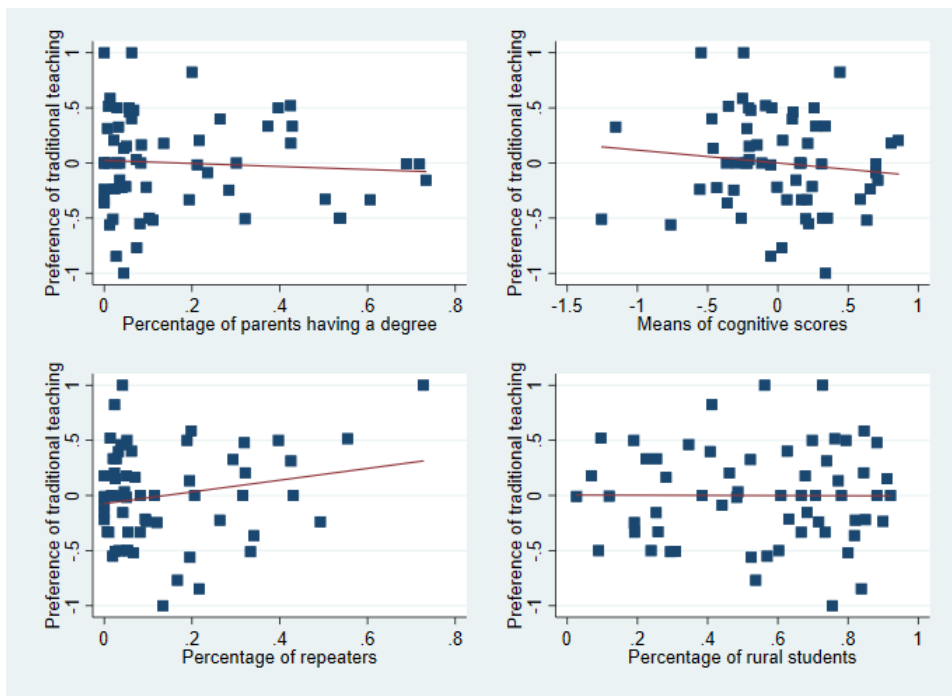 Preference of traditional teaching
1
.5
0
-.5
-1
0 .2 .4 .6 .8
Percentage of parents having a degree
Preference of traditional teaching
1
.5
0
-.5
-1
-1.5 -1 -.5 0 .5 1
Means of cognitive scores
Preference of traditional teaching
1
.5
0
-.5
-1
0 .2 .4 .6 .8
Percentage of repeaters
Preference of traditional teaching
1
.5
0
-.5
-1
0 .2 .4 .6 .8 1
Percentage of rural students